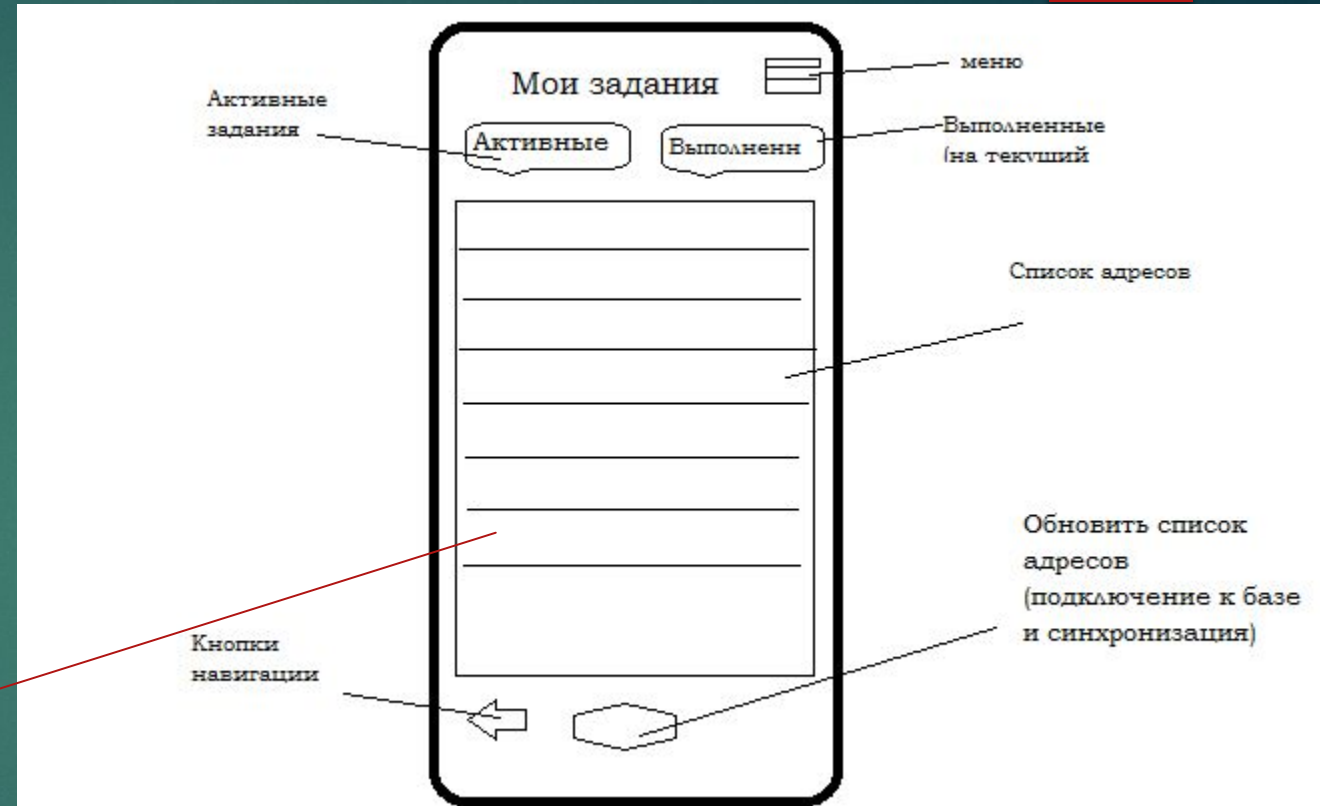 Мои задания
меню
Активные
задания
Активные
Выполненн
Выполненные
(на текущий
Список адресов
Обновить список
адресов
(подключение к базе
и синхронизация)
Кнопки
навигации